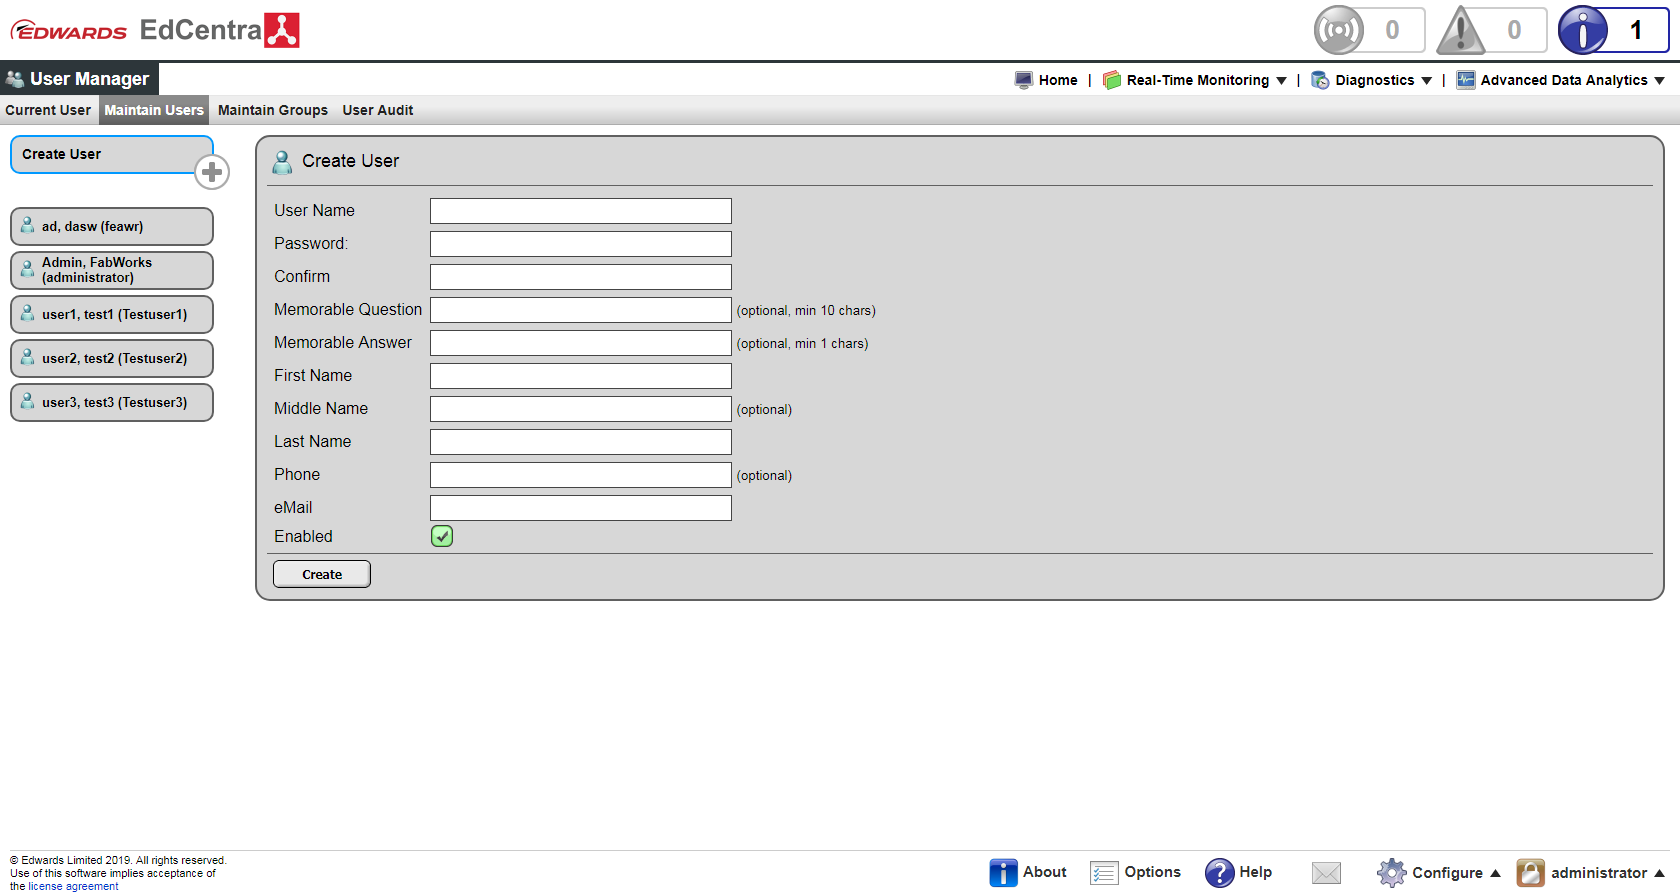 EDWARDS EdCentra
0
0
1
User Manager
Home | Real-Time Monitoring ▼ | Diagnostics ▼ | Advanced Data Analytics ▼
Current User Maintain Users Maintain Groups User Audit
Create User
ad, dasw (feawr)
Admin, FabWorks
(administrator)
user1, test1 (Testuser1)
user2, test2 (Testuser2)
user3, test3 (Testuser3)
Create User
User Name
Password:
Confirm
Memorable Question (optional, min 10 chars)
Memorable Answer (optional, min 1 chars)
First Name
Middle Name (optional)
Last Name
Phone (optional)
eMail
Enabled
Create
© Edwards Limited 2019. All rights reserved.
Use of this software implies acceptance of
the license agreement
About Options Help Configure ▲ administrator ▲